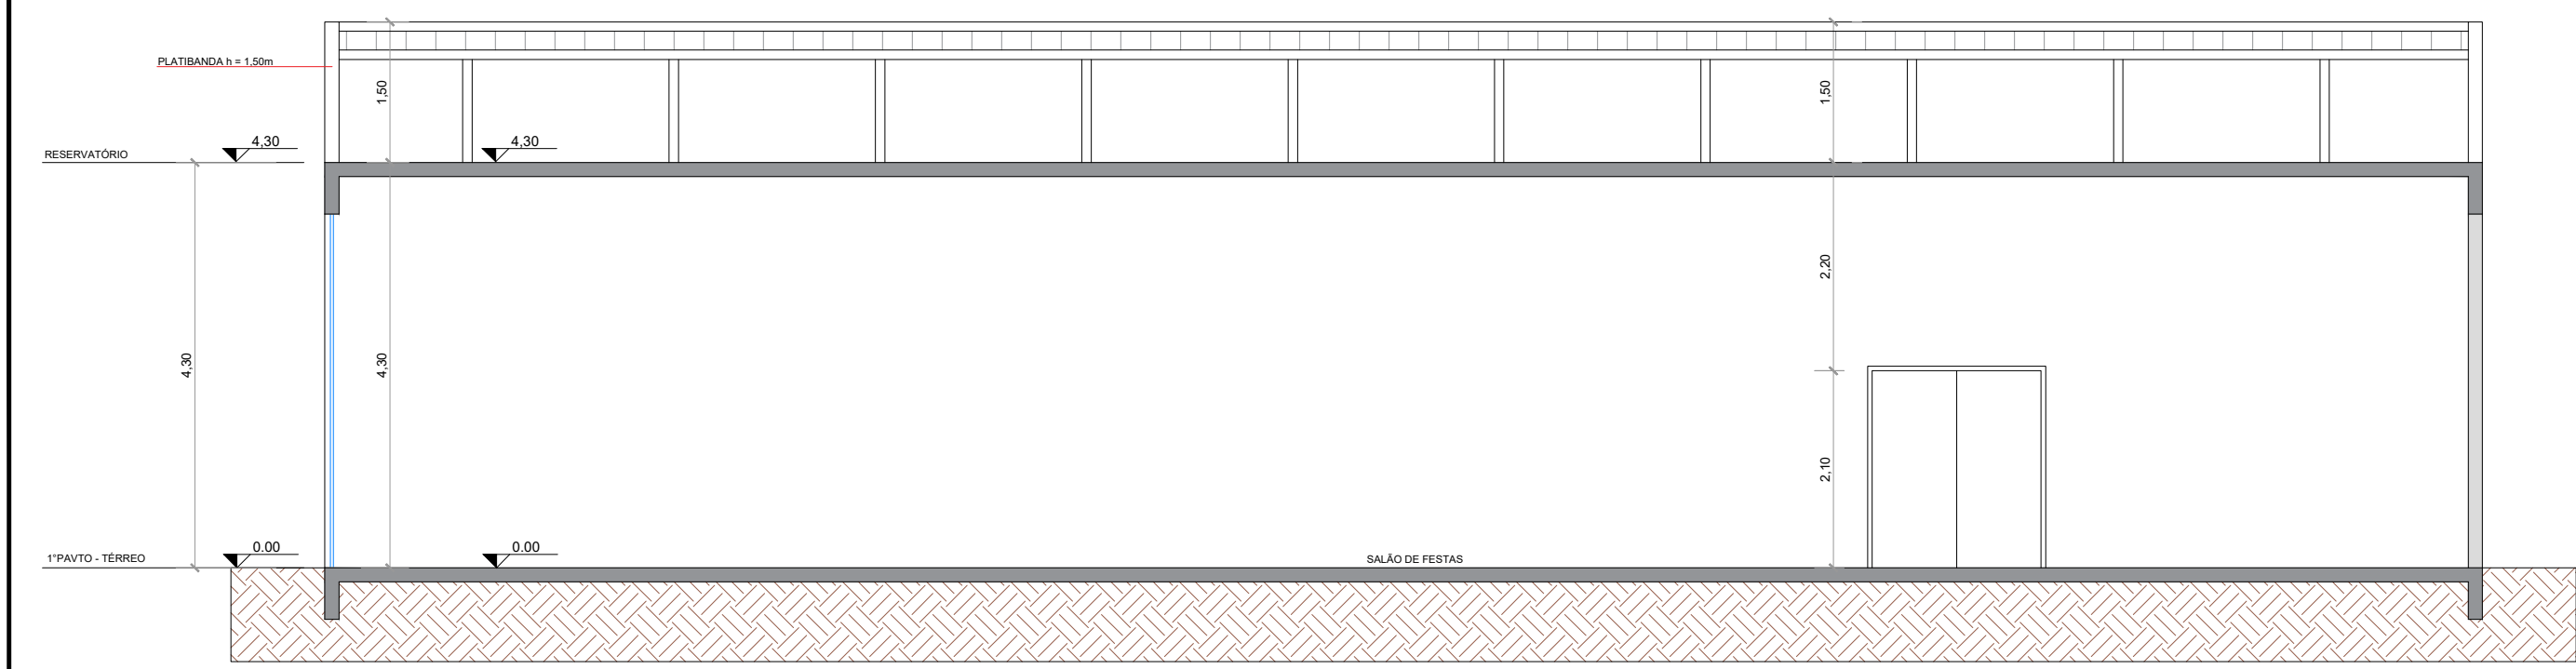 PLATIBANDA h = 1,50m
1,50
1,50
RESERVATÓRIO
4,30
4,30
2,20
4,30
4,30
2,10
1°PAVTO - TÉRREO
0.00
0.00
SALÃO DE FESTAS